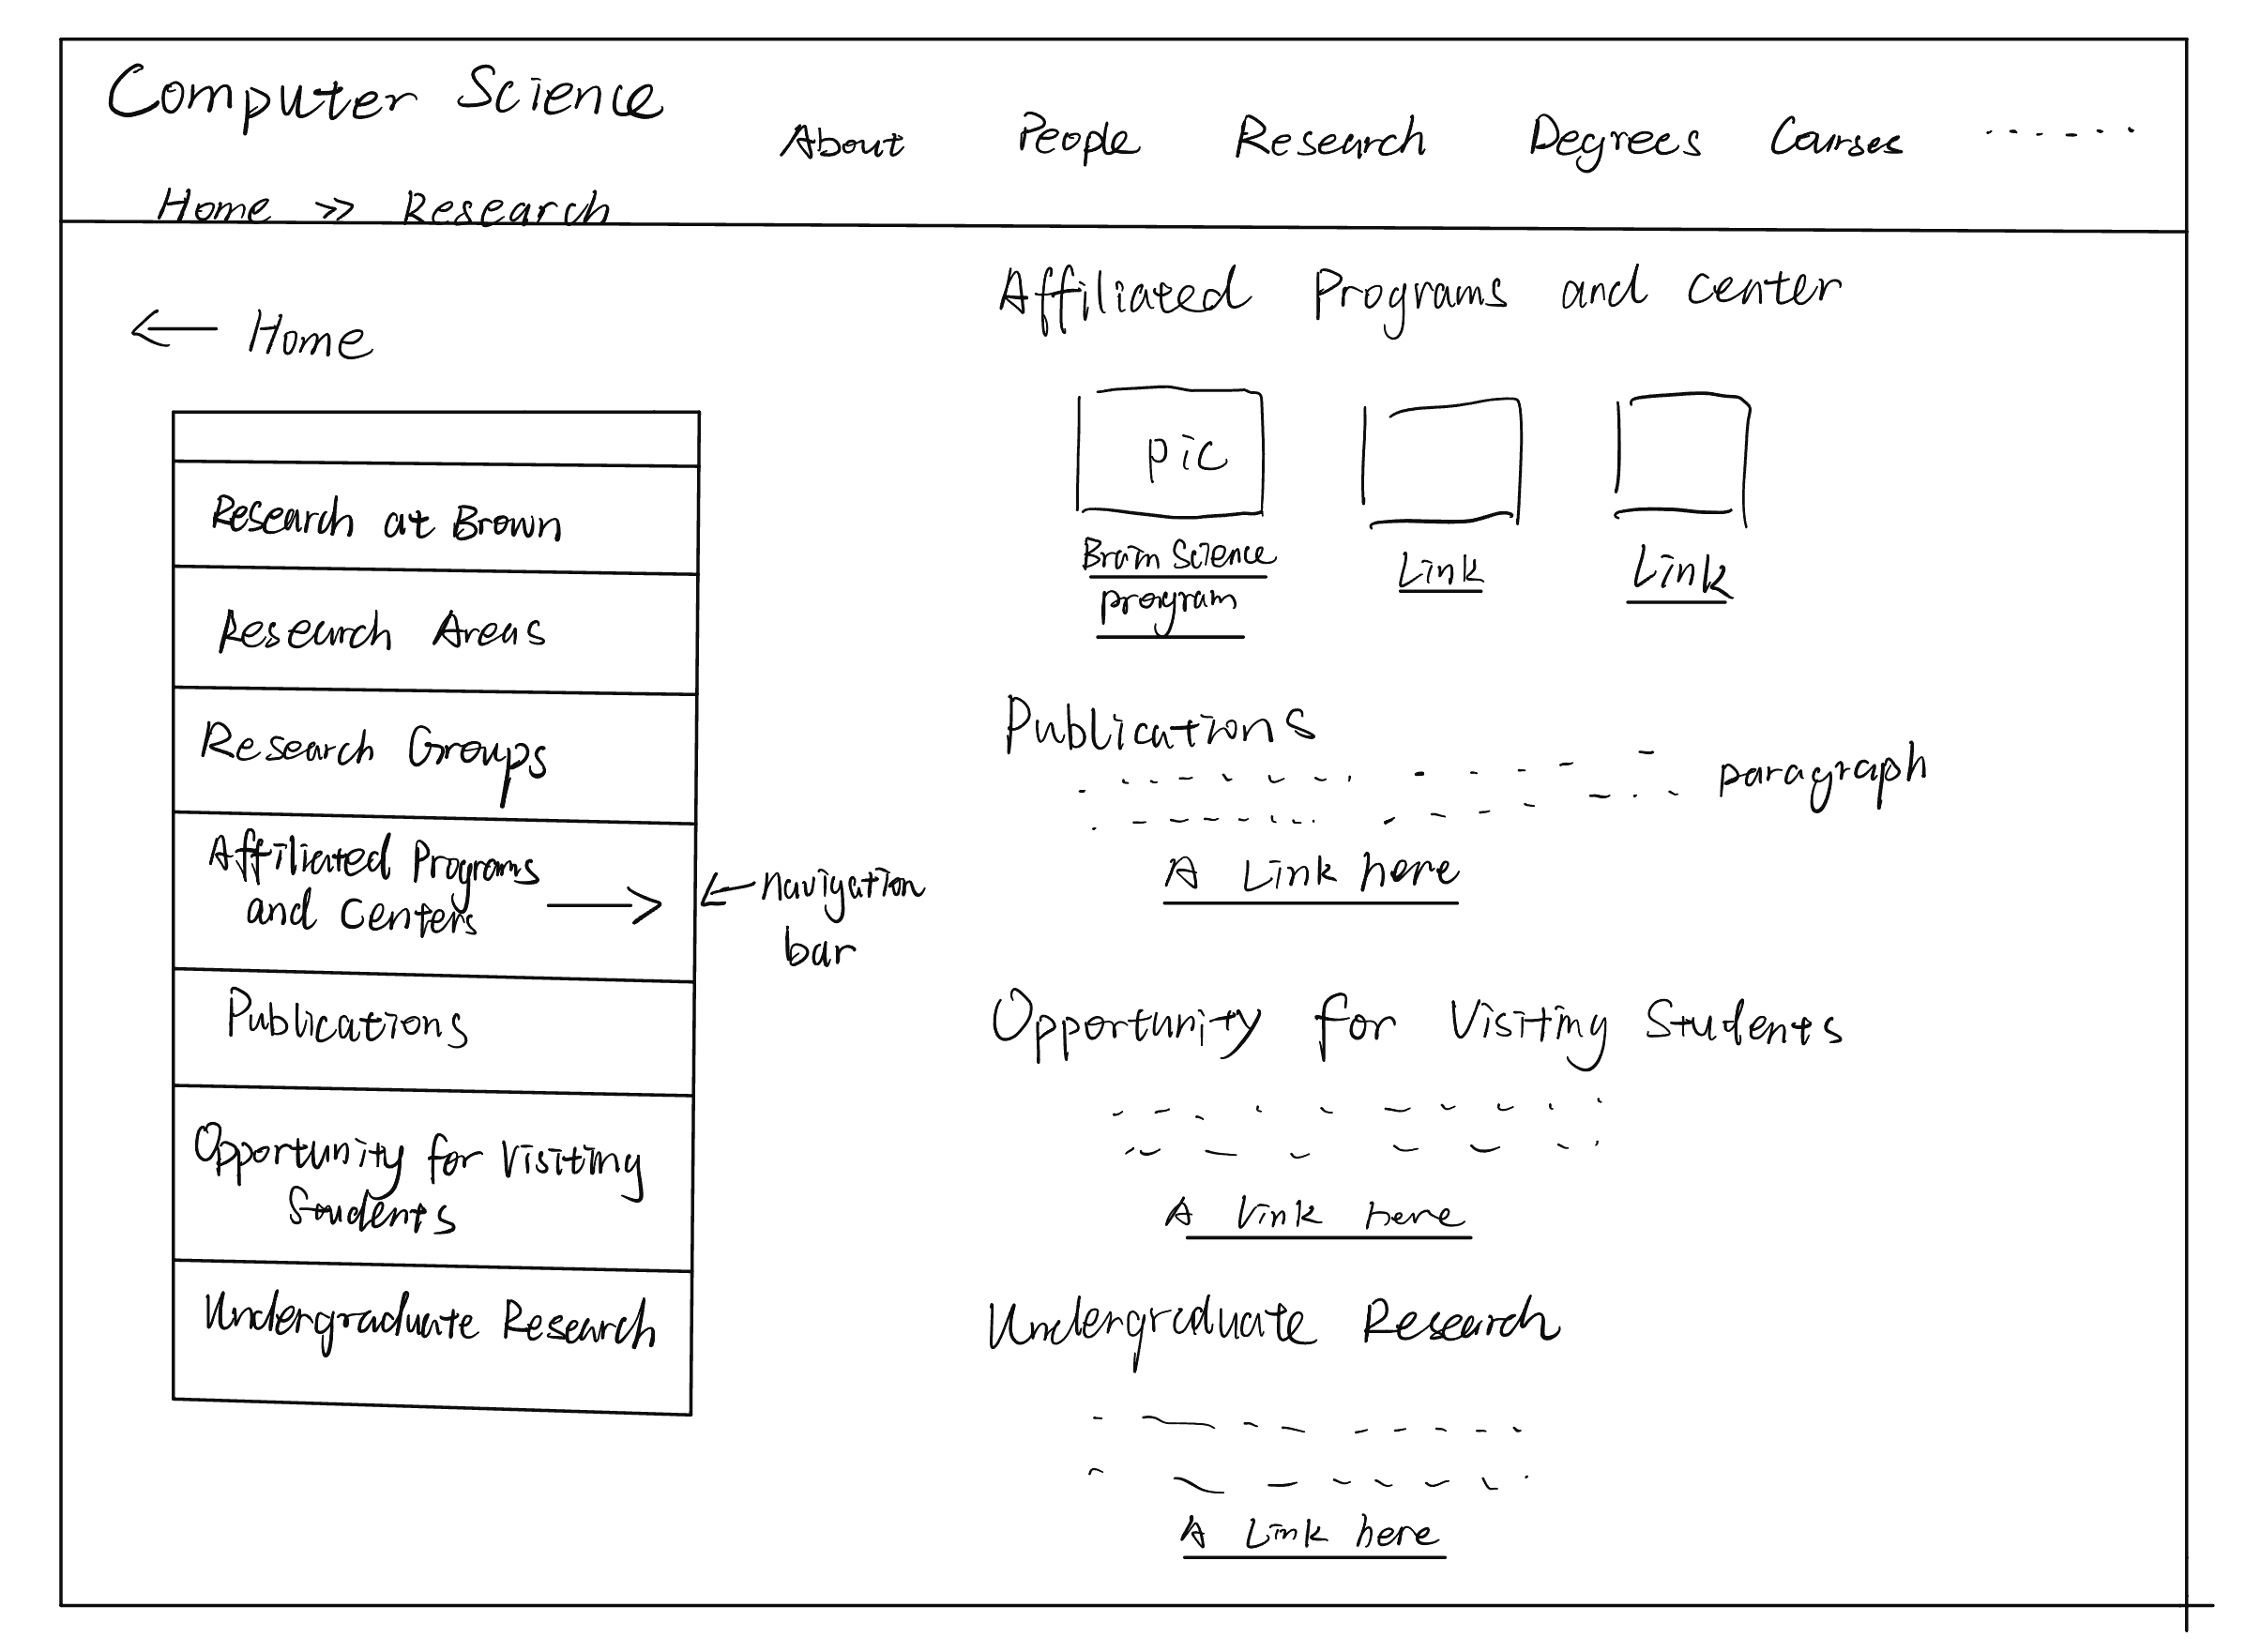 Computer Science
About People Research Degrees Courses ......
Home >> Research
← Home
Research at Brown
Research Areas
Research Groups
Affiliated Programs
and Centers →
Publications
Opportunity for Visiting
Students
Undergraduate Research
← navigation
bar
Affiliated Programs and center
pic
Brain Science
program
Link
Link
Publications
paragraph
A Link here
Opportunity for Visiting Students
A link here
Undergraduate Research
A Link here